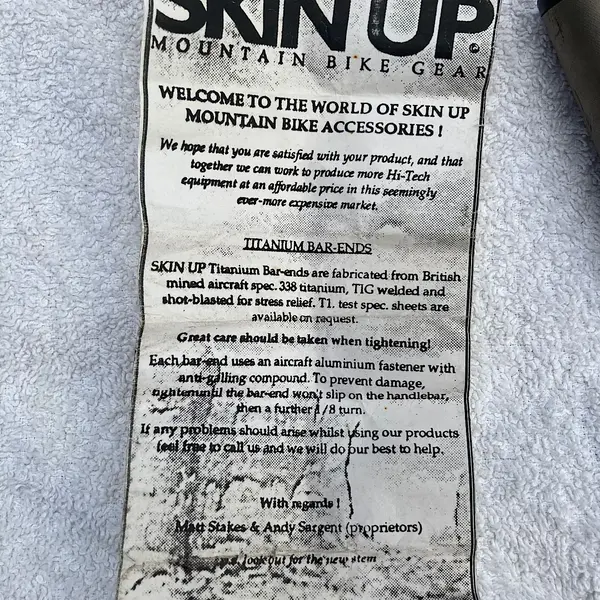 SKIN UP ©
MOUNTAIN BIKE GEAR
WELCOME TO THE WORLD OF SKIN UP
MOUNTAIN BIKE ACCESSORIES !
We hope that you are satisfied with your product, and that
together we can work to produce more Hi-Tech
equipment at an affordable price in this seemingly
ever-more expensive market.
TITANIUM BAR-ENDS
SKIN UP Titanium Bar-ends are fabricated from British
mined aircraft spec. 338 titanium, TIG welded and
shot-blasted for stress relief. T1. test spec. sheets are
available on request.
Great care should be taken when tightening!
Each bar-end uses an aircraft aluminium fastener with
anti-galling compound. To prevent damage,
tighten until the bar-end won't slip on the handlebar,
then a further 1/8 turn.
If any problems should arise whilst using our products
feel free to call us and we will do our best to help.
With regards !
Matt Stakes & Andy Sargent (proprietors)
look out for the new stem